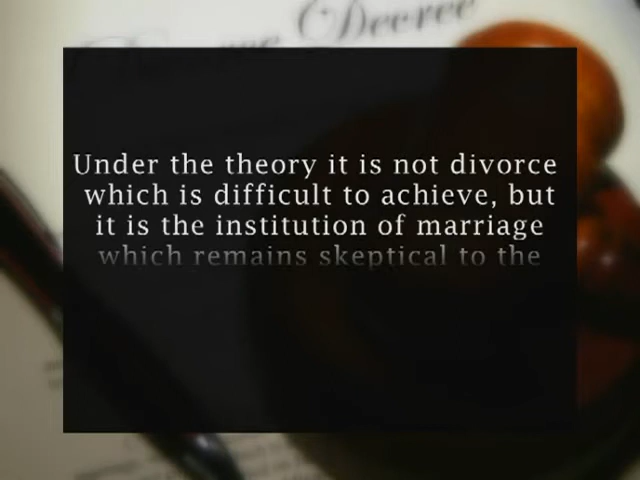 Decree
Under the theory it is not divorce
which is difficult to achieve, but
it is the institution of marriage
which remains skeptical to the